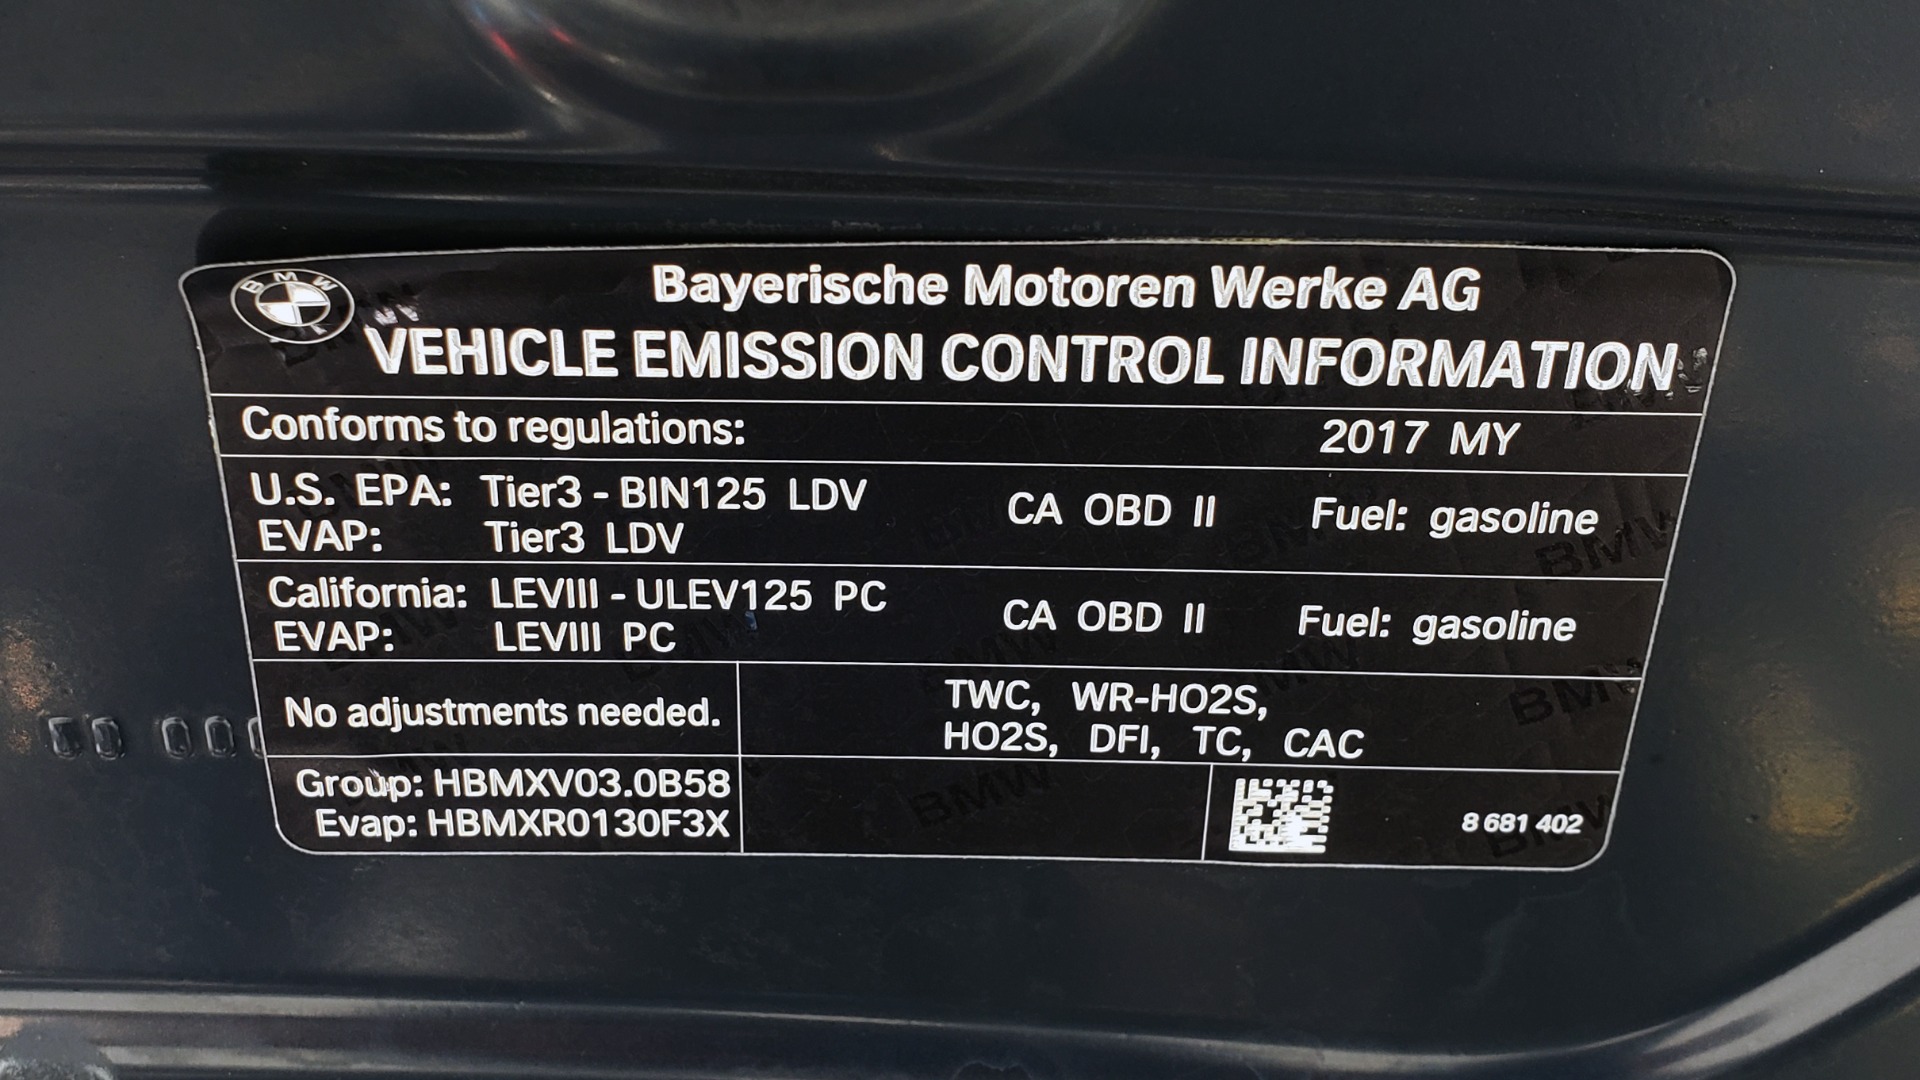 BMW
Bayerische Motoren Werke AG
VEHICLE EMISSION CONTROL INFORMATION
Conforms to regulations: 2017 MY
U.S. EPA: Tier3 - BIN125 LDV CA OBD II Fuel: gasoline
EVAP: Tier3 LDV
California: LEVIII - ULEV125 PC CA OBD II Fuel: gasoline
EVAP: LEVIII PC
No adjustments needed.
TWC, WR-HO2S,
HO2S, DFI, TC, CAC
Group: HBMXV03.0B58
Evap: HBMXR0130F3X
8 681 402